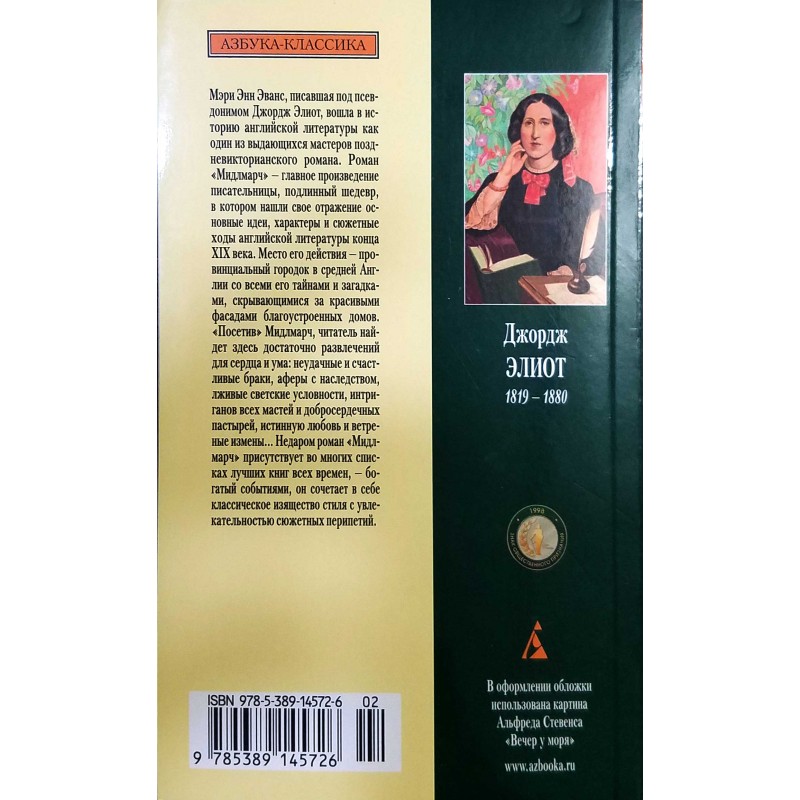 АЗБУКА-КЛАССИКА
Мэри Энн Эванс, писавшая под псев-
донимом Джордж Элиот, вошла в ис-
торию английской литературы как
один из выдающихся мастеров позд-
невикторианского романа. Роман
«Мидлмарч» – главное произведение
писательницы, подлинный шедевр,
в котором нашли свое отражение ос-
новные идеи, характеры и сюжетные
ходы английской литературы конца
XIX века. Место его действия – про-
винциальный городок в средней Анг-
лии со всеми его тайнами и загадка-
ми, скрывающимися за красивыми
фасадами благоустроенных домов.
«Посетив» Мидлмарч, читатель най-
дет здесь достаточно развлечений
для сердца и ума: неудачные и счаст-
ливые браки, аферы с наследством,
лживые светские условности, интри-
ганов всех мастей и добросердечных
пастырей, истинную любовь и ветре-
ные измены... Недаром роман «Мидл-
марч» присутствует во многих спис-
ках лучших книг всех времен, – бо-
гатый событиями, он сочетает в себе
классическое изящество стиля с увле-
кательностью сюжетных перипетий.
ISBN 978-5-389-14572-6
02
9 785389 145726
Джордж
ЭЛИОТ
1819 – 1880
1998
ЗНАК ОБЩЕСТВЕННОГО ПРИЗНАНИЯ
В оформлении обложки
использована картина
Альфреда Стевенса
«Вечер у моря»
www.azbooka.ru